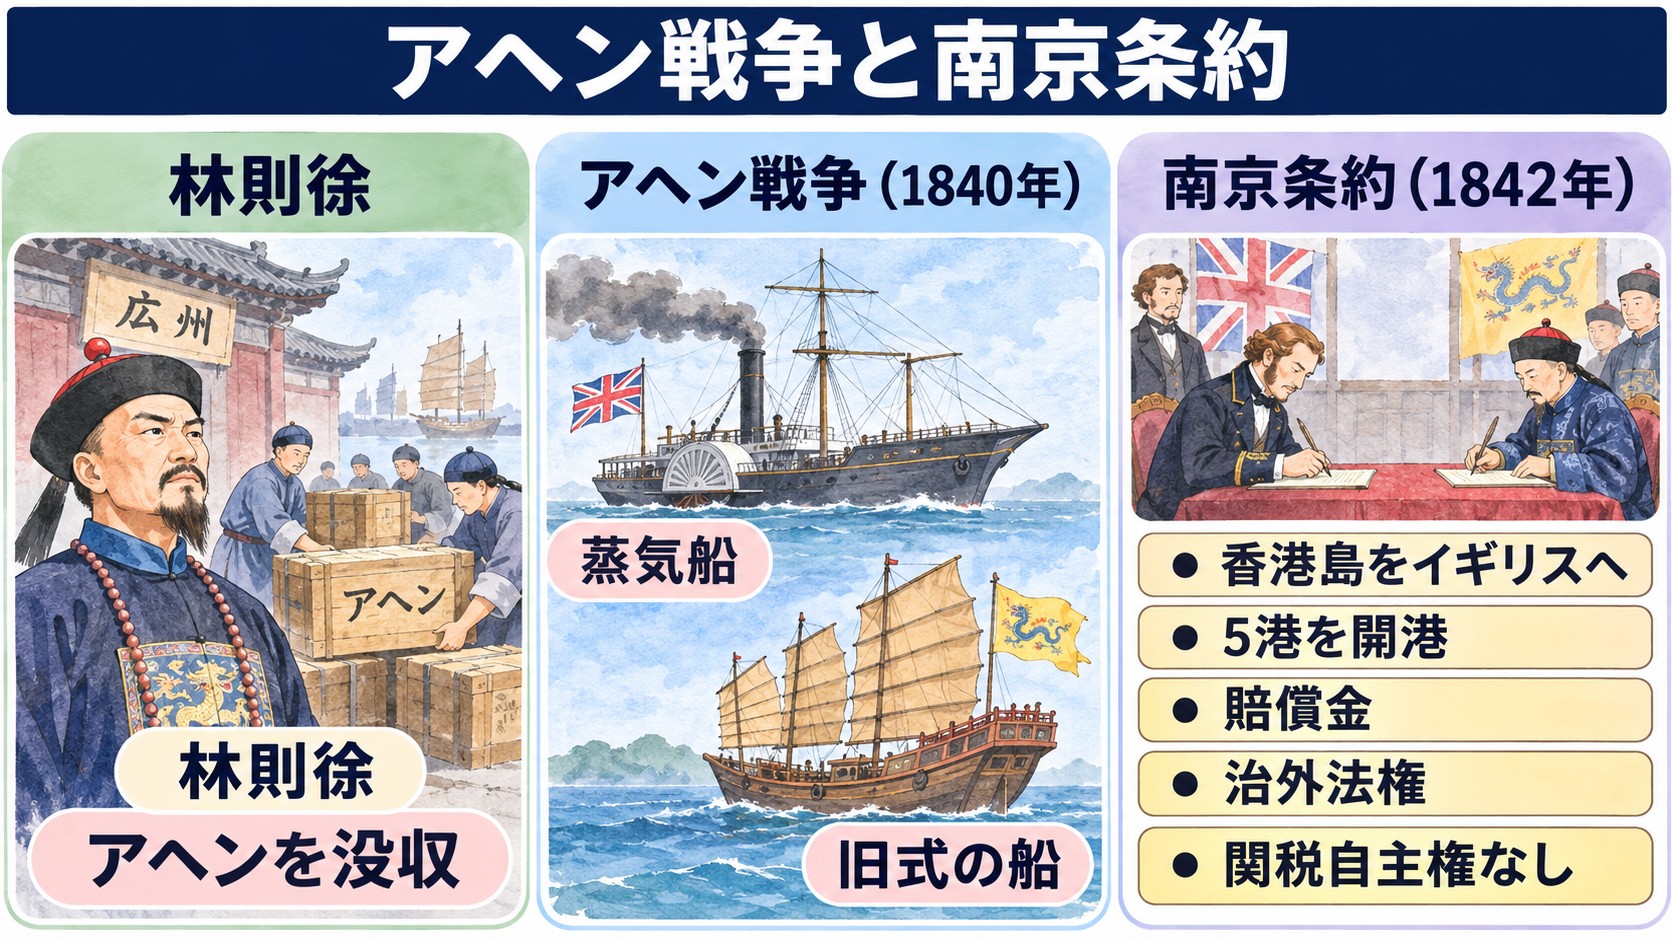 アヘン戦争と南京条約
林則徐
広州
アヘン
林則徐
アヘンを没収
アヘン戦争(1840年)
蒸気船
旧式の船
南京条約(1842年)
● 香港島をイギリスへ
● 5港を開港
● 賠償金
● 治外法権
● 関税自主権なし